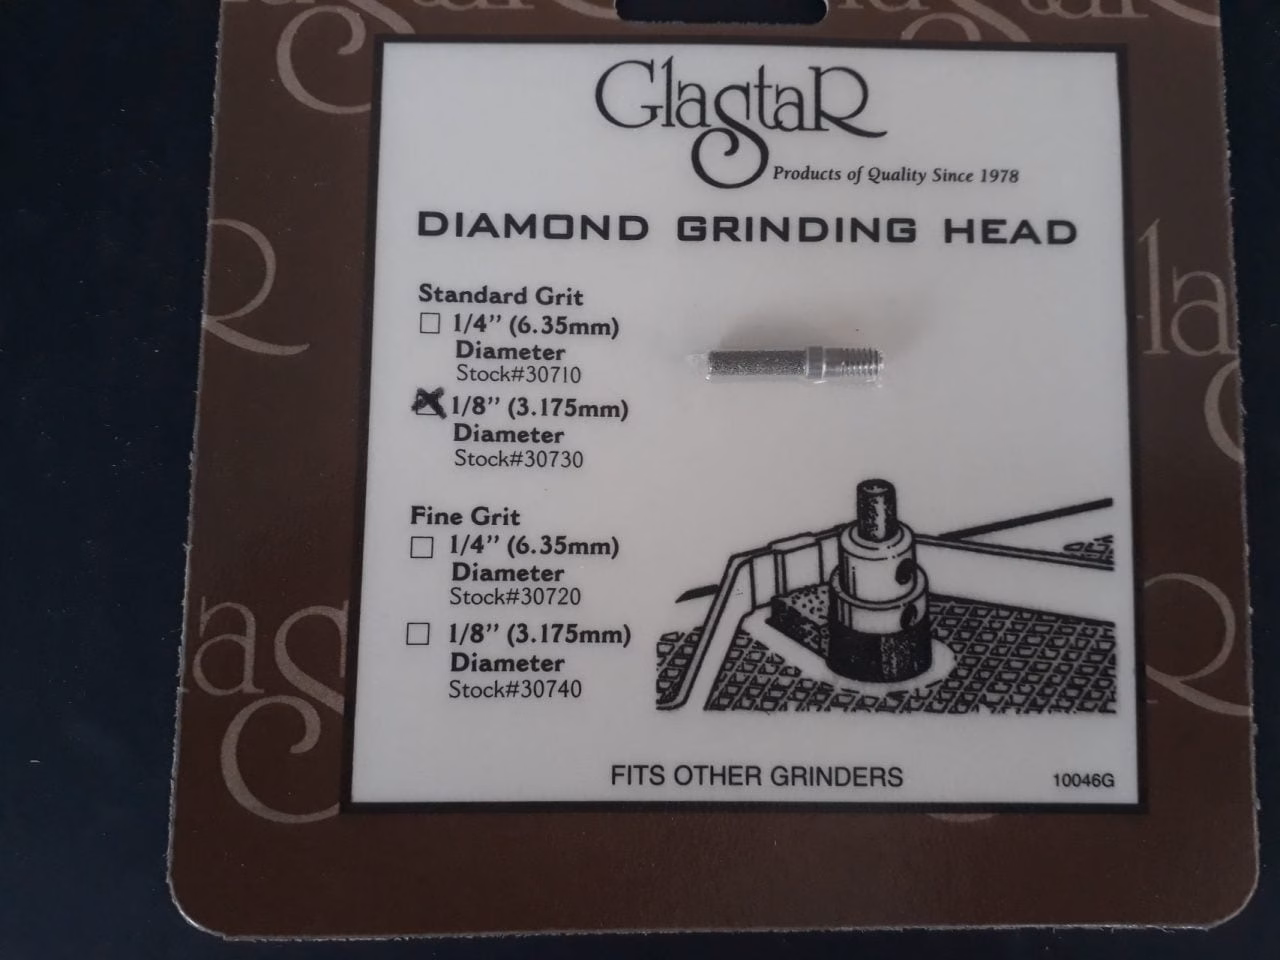 GlastaR
Products of Quality Since 1978
DIAMOND GRINDING HEAD
Standard Grit
1/4” (6.35mm)
Diameter
Stock#30710
1/8” (3.175mm)
Diameter
Stock#30730
Fine Grit
1/4” (6.35mm)
Diameter
Stock#30720
1/8” (3.175mm)
Diameter
Stock#30740
FITS OTHER GRINDERS
10046G